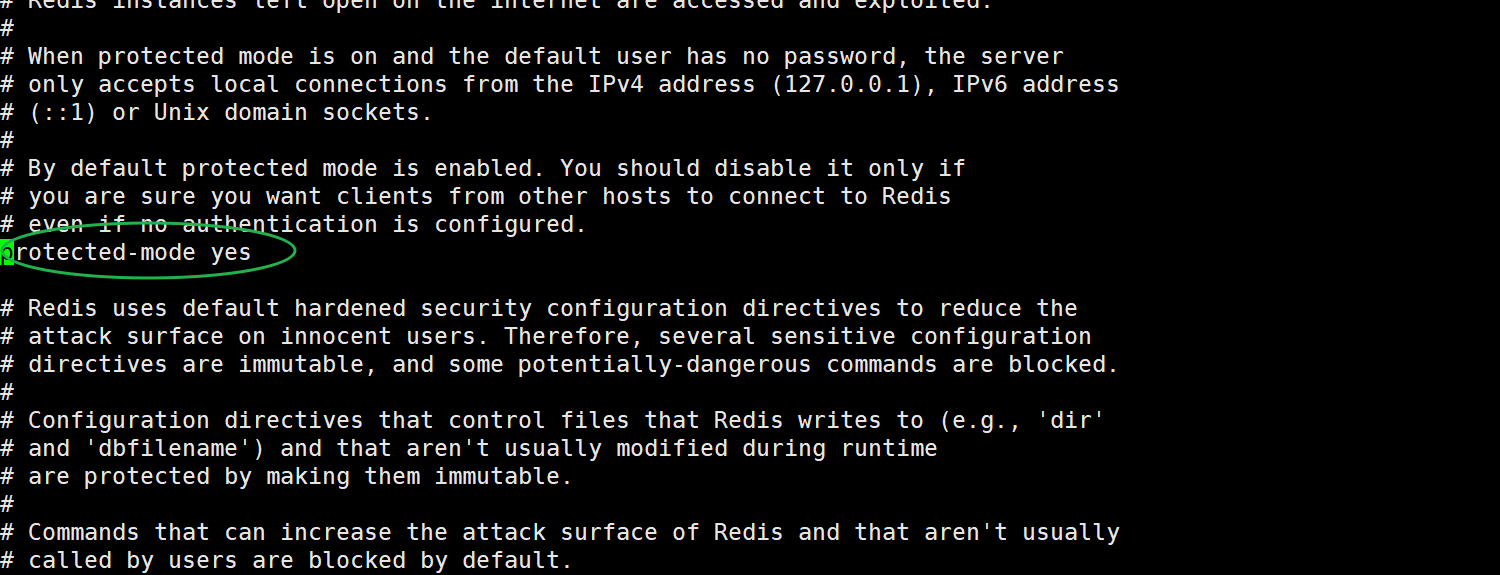 # Redis instances left open on the internet are accessed and exploited.
#
# When protected mode is on and the default user has no password, the server
# only accepts local connections from the IPv4 address (127.0.0.1), IPv6 address
# (::1) or Unix domain sockets.
#
# By default protected mode is enabled. You should disable it only if
# you are sure you want clients from other hosts to connect to Redis
# even if no authentication is configured.
protected-mode yes

# Redis uses default hardened security configuration directives to reduce the
# attack surface on innocent users. Therefore, several sensitive configuration
# directives are immutable, and some potentially-dangerous commands are blocked.
#
# Configuration directives that control files that Redis writes to (e.g., 'dir'
# and 'dbfilename') and that aren't usually modified during runtime
# are protected by making them immutable.
#
# Commands that can increase the attack surface of Redis and that aren't usually
# called by users are blocked by default.